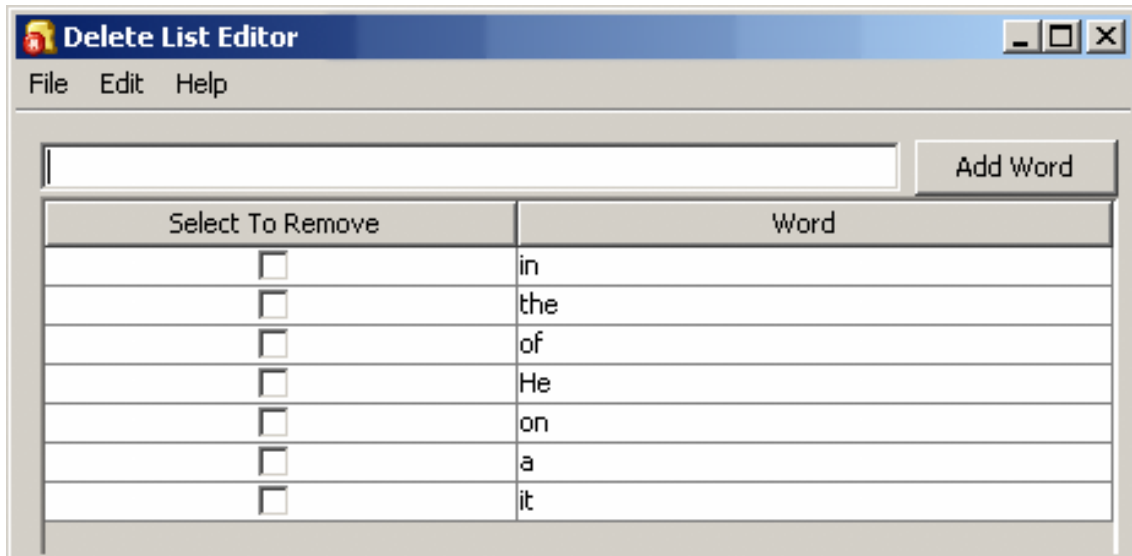 Delete List Editor
File Edit Help
Add Word
Select To Remove Word
in
the
of
He
on
a
it